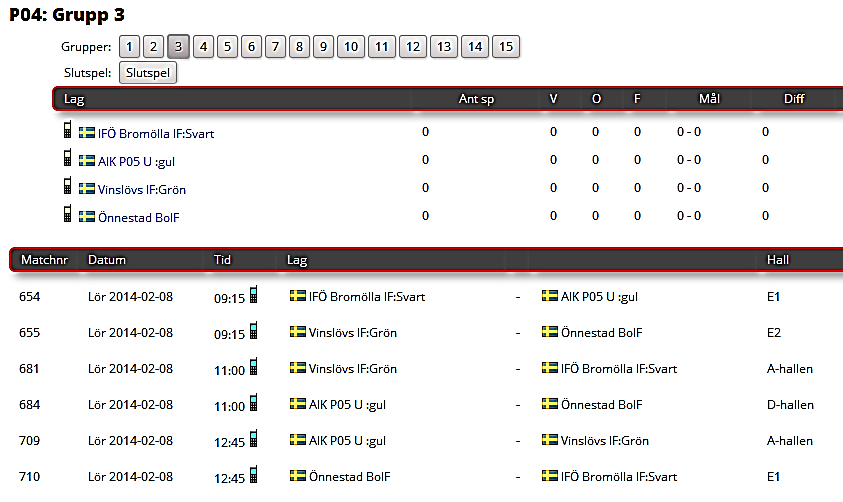 P04: Grupp 3
Grupper: 1 2 3 4 5 6 7 8 9 10 11 12 13 14 15
Slutspel: Slutspel
Lag Ant sp V O F Mål Diff
IFÖ Bromölla IF:Svart 0 0 0 0 0 - 0 0
AIK P05 U :gul 0 0 0 0 0 - 0 0
Vinslövs IF:Grön 0 0 0 0 0 - 0 0
Önnestad BoIF 0 0 0 0 0 - 0 0
Matchnr Datum Tid Lag Hall
654 Lör 2014-02-08 09:15 IFÖ Bromölla IF:Svart - AIK P05 U :gul E1
655 Lör 2014-02-08 09:15 Vinslövs IF:Grön - Önnestad BoIF E2
681 Lör 2014-02-08 11:00 Vinslövs IF:Grön - IFÖ Bromölla IF:Svart A-hallen
684 Lör 2014-02-08 11:00 AIK P05 U :gul - Önnestad BoIF D-hallen
709 Lör 2014-02-08 12:45 AIK P05 U :gul - Vinslövs IF:Grön A-hallen
710 Lör 2014-02-08 12:45 Önnestad BoIF - IFÖ Bromölla IF:Svart E1